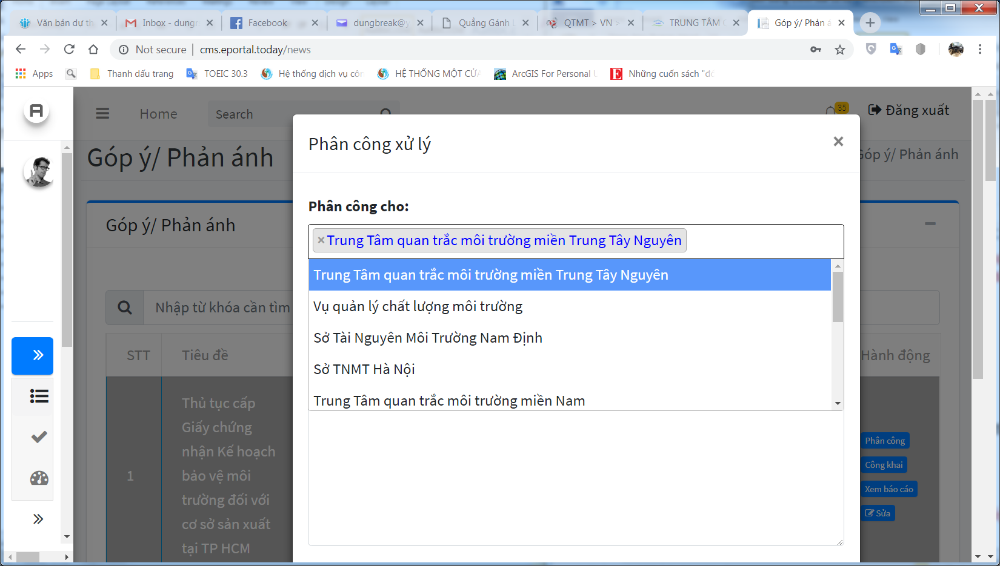 Văn bản dự th
Inbox - dungn
Facebook
dungbreak@y
Quảng Gánh L
QTMT > VN >
TRUNG TÂM
Góp ý/ Phản á
Not secure | cms.eportal.today/news
Apps
Thanh dấu trang
TOEIC 30.3
Hệ thống dịch vụ côn
HỆ THỐNG MỘT CỬA
ArcGIS For Personal
Những cuốn sách "đó
Home
Search
35
Đăng xuất
Góp ý/ Phản ánh
Góp ý/ Phản ánh
Góp ý/ Phản ánh
Phân công xử lý
×
Phân công cho:
×Trung Tâm quan trắc môi trường miền Trung Tây Nguyên
Trung Tâm quan trắc môi trường miền Trung Tây Nguyên
Vụ quản lý chất lượng môi trường
Sở Tài Nguyên Môi Trường Nam Định
Sở TNMT Hà Nội
Trung Tâm quan trắc môi trường miền Nam
Nhập từ khóa cần tìm
STT
Tiêu đề
Hành động
1
Thủ tục cấp
Giấy chứng
nhận Kế hoạch
bảo vệ môi
trường đối với
cơ sở sản xuất
tại TP HCM
Phân công
Công khai
Xem báo cáo
Sửa